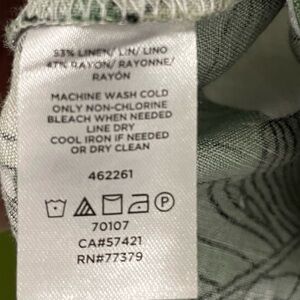 53% LINEN/ LIN/ LINO
47% RAYON/ RAYONNE/
RAYÓN
MACHINE WASH COLD
ONLY NON-CHLORINE
BLEACH WHEN NEEDED
LINE DRY
COOL IRON IF NEEDED
OR DRY CLEAN
462261
P
70107
CA#57421
RN#77379